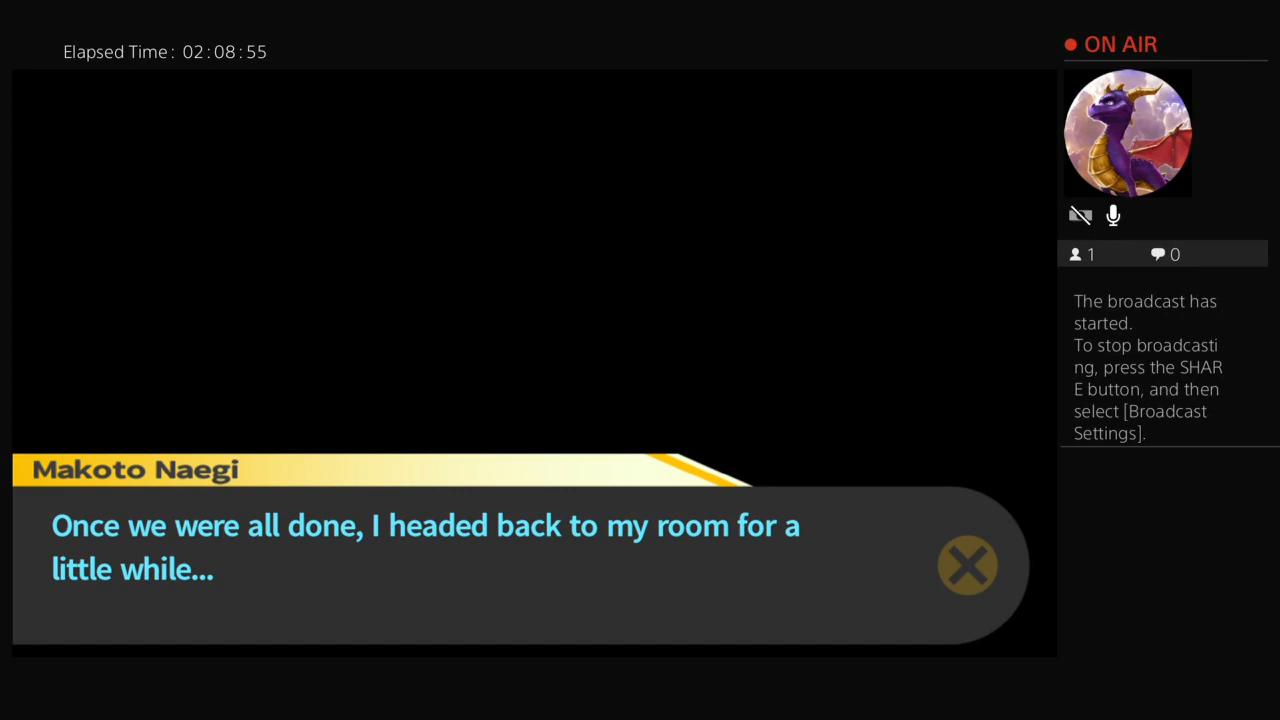 Elapsed Time: 02:08:55
ON AIR
1
0
The broadcast has
started.
To stop broadcasti
ng, press the SHAR
E button, and then
select [Broadcast
Settings].
Makoto Naegi
Once we were all done, I headed back to my room for a
little while...